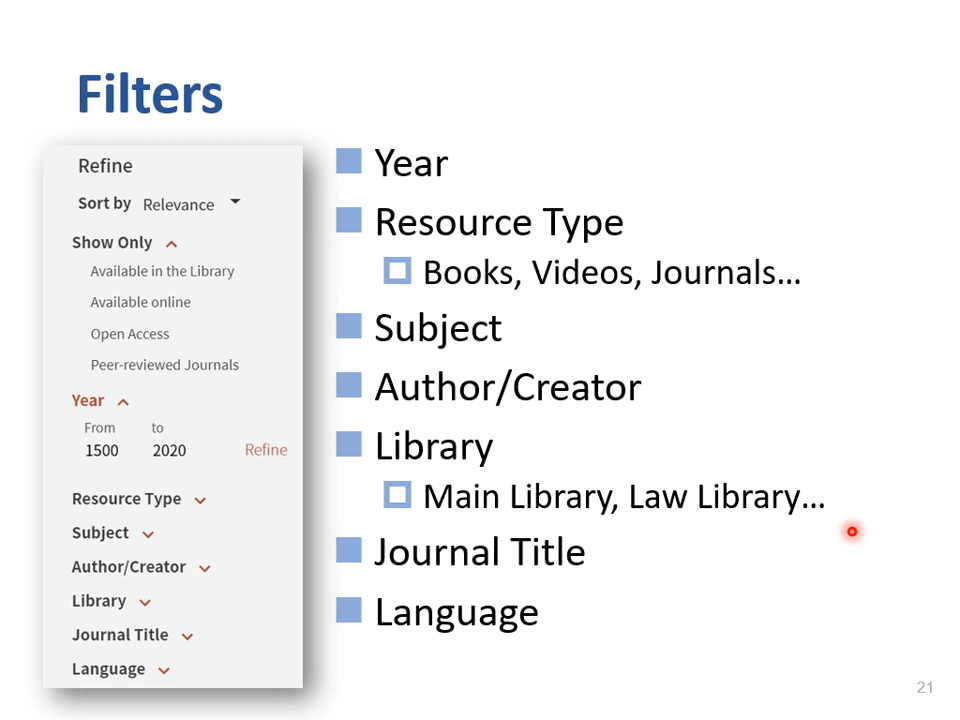 Filters
Refine
Sort by Relevance
Show Only
Available in the Library
Available online
Open Access
Peer-reviewed Journals
Year
From to
1500 2020 Refine
Resource Type
Subject
Author/Creator
Library
Journal Title
Language
Year
Resource Type
Books, Videos, Journals…
Subject
Author/Creator
Library
Main Library, Law Library…
Journal Title
Language
21